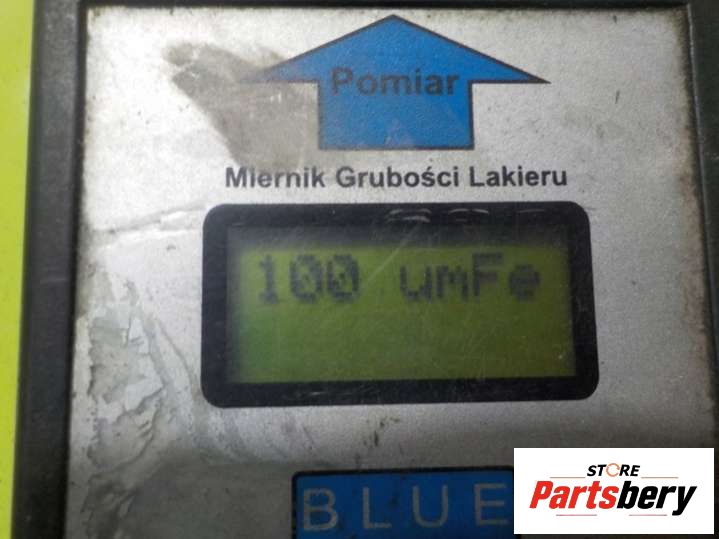 Pomiar
Miernik Grubości Lakieru
100 umFe
BLUE
STORE
Partsbery